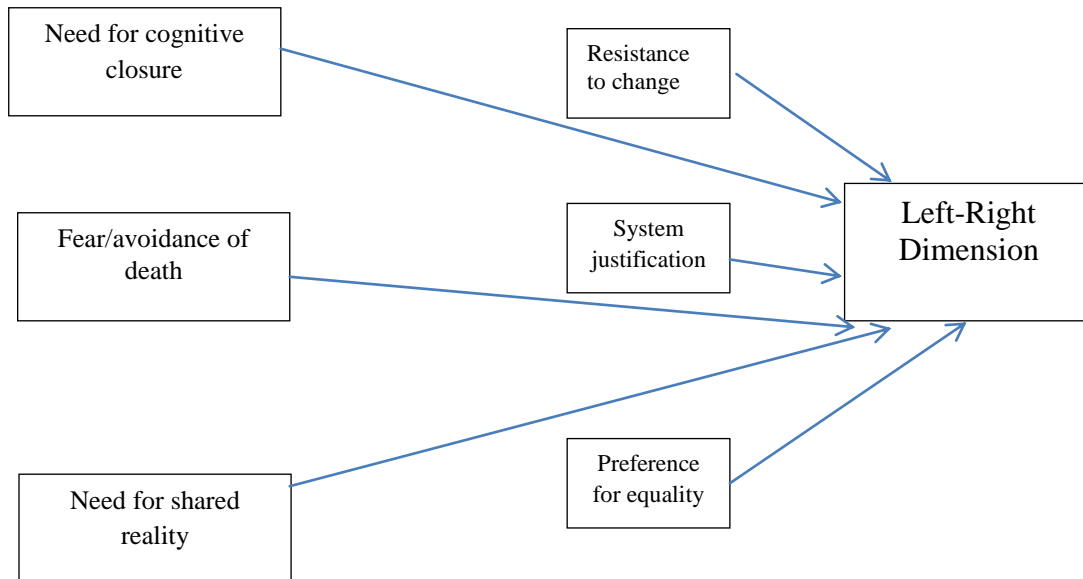 Need for cognitive
closure
Resistance
to change
Left-Right
Dimension
Fear/avoidance of
death
System
justification
Need for shared
reality
Preference
for equality